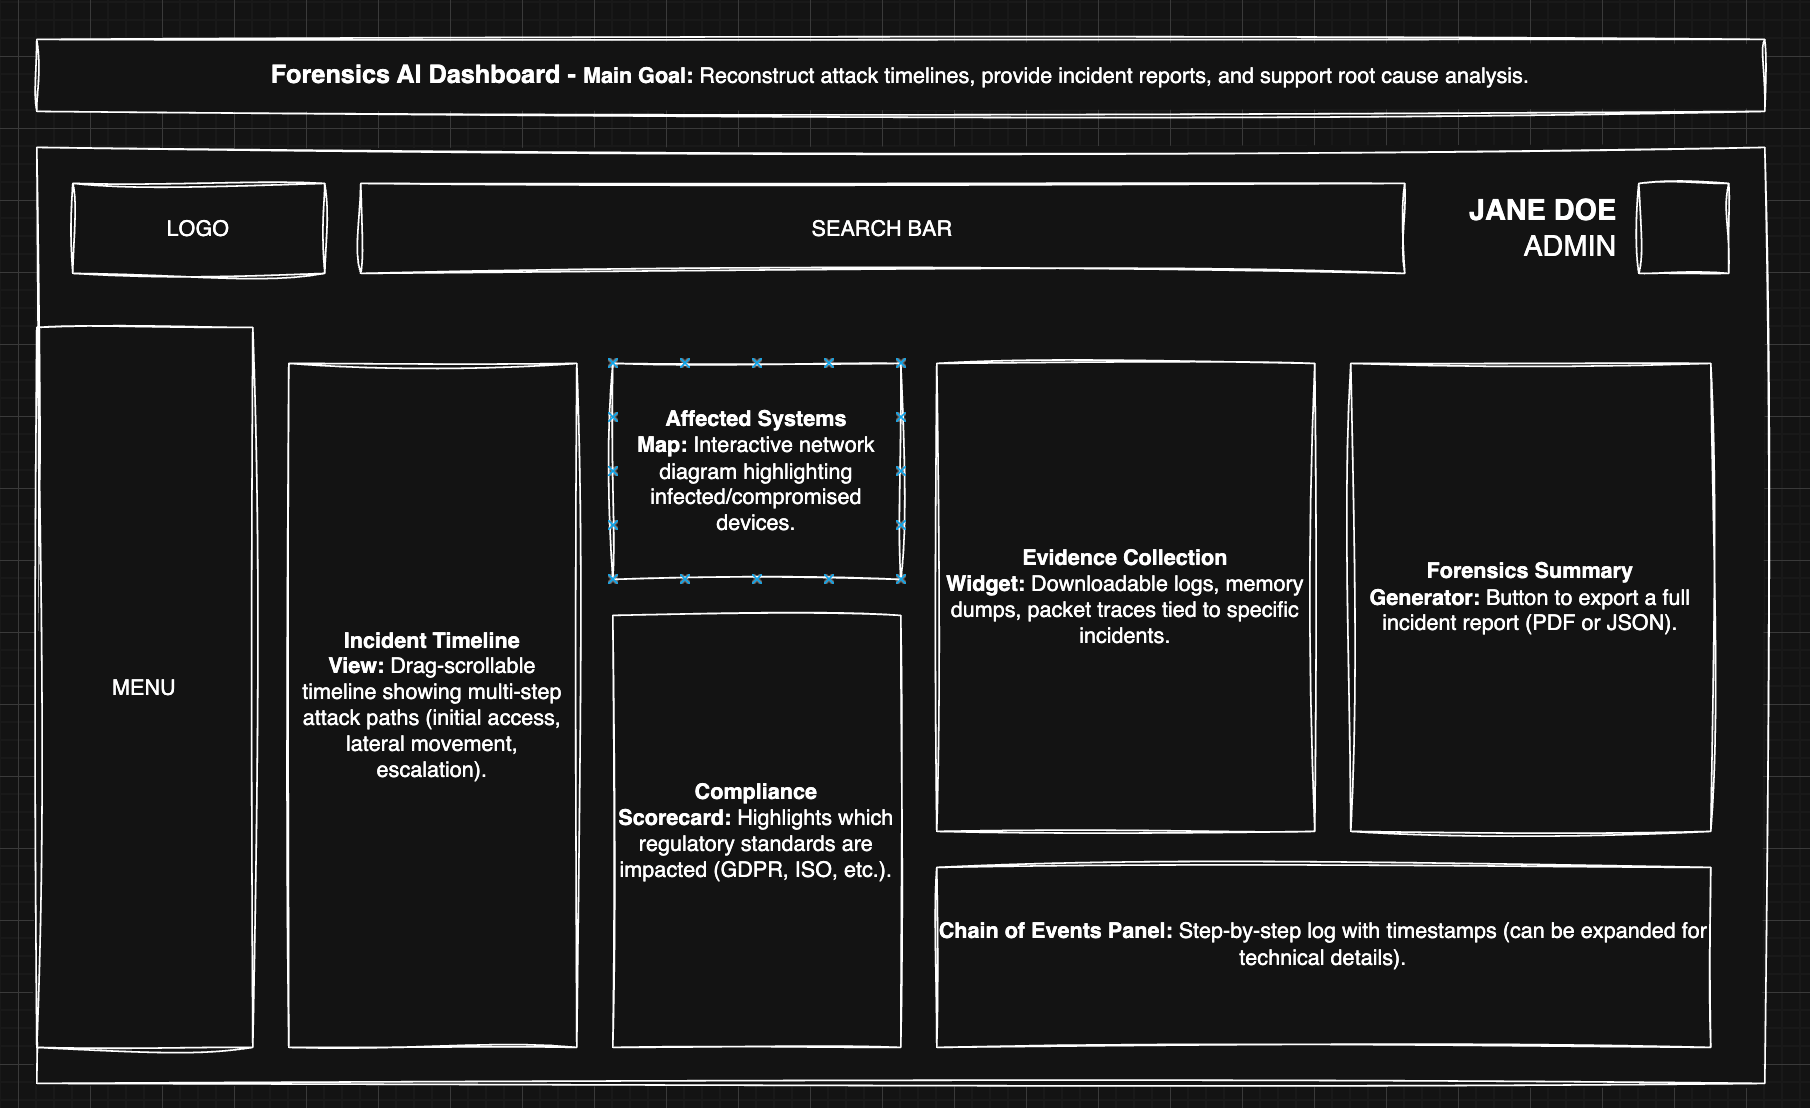 Forensics AI Dashboard - Main Goal: Reconstruct attack timelines, provide incident reports, and support root cause analysis.
LOGO
SEARCH BAR
JANE DOE
ADMIN
MENU
Incident Timeline
View: Drag-scrollable
timeline showing multi-step
attack paths (initial access,
lateral movement,
escalation).
Affected Systems
Map: Interactive network
diagram highlighting
infected/compromised
devices.
Compliance
Scorecard: Highlights which
regulatory standards are
impacted (GDPR, ISO, etc.).
Evidence Collection
Widget: Downloadable logs, memory
dumps, packet traces tied to specific
incidents.
Forensics Summary
Generator: Button to export a full
incident report (PDF or JSON).
Chain of Events Panel: Step-by-step log with timestamps (can be expanded for
technical details).